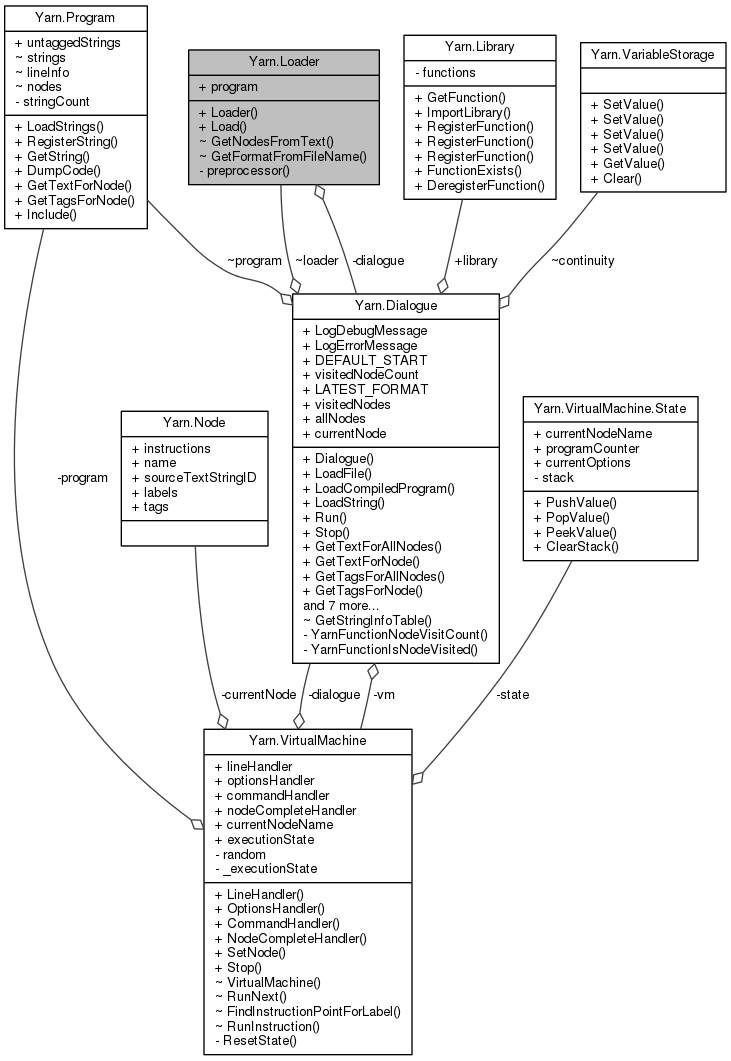 Yarn.Program
+ untaggedStrings
~ strings
~ lineInfo
~ nodes
- stringCount
+ LoadStrings()
+ RegisterString()
+ GetString()
+ DumpCode()
+ GetTextForNode()
+ GetTagsForNode()
+ Include()
Yarn.Loader
+ program
+ Loader()
+ Load()
~ GetNodesFromText()
~ GetFormatFromFileName()
- preprocessor()
Yarn.Library
- functions
+ GetFunction()
+ ImportLibrary()
+ RegisterFunction()
+ RegisterFunction()
+ RegisterFunction()
+ FunctionExists()
+ DeregisterFunction()
Yarn.VariableStorage
+ SetValue()
+ SetValue()
+ SetValue()
+ SetValue()
+ GetValue()
+ Clear()
~program
~loader
-dialogue
+library
~continuity
Yarn.Dialogue
+ LogDebugMessage
+ LogErrorMessage
+ DEFAULT_START
+ visitedNodeCount
+ LATEST_FORMAT
+ visitedNodes
+ allNodes
+ currentNode
+ Dialogue()
+ LoadFile()
+ LoadCompiledProgram()
+ LoadString()
+ Run()
+ Stop()
+ GetTextForAllNodes()
+ GetTextForNode()
+ GetTagsForAllNodes()
+ GetTagsForNode()
and 7 more...
~ GetStringInfoTable()
- YarnFunctionNodeVisitCount()
- YarnFunctionIsNodeVisited()
-program
Yarn.Node
+ instructions
+ name
+ sourceTextStringID
+ labels
+ tags
Yarn.VirtualMachine.State
+ currentNodeName
+ programCounter
+ currentOptions
- stack
+ PushValue()
+ PopValue()
+ PeekValue()
+ ClearStack()
-currentNode
-dialogue
-vm
-state
Yarn.VirtualMachine
+ lineHandler
+ optionsHandler
+ commandHandler
+ nodeCompleteHandler
+ currentNodeName
+ executionState
- random
- _executionState
+ LineHandler()
+ OptionsHandler()
+ CommandHandler()
+ NodeCompleteHandler()
+ SetNode()
+ Stop()
~ VirtualMachine()
~ RunNext()
~ FindInstructionPointForLabel()
~ RunInstruction()
- ResetState()